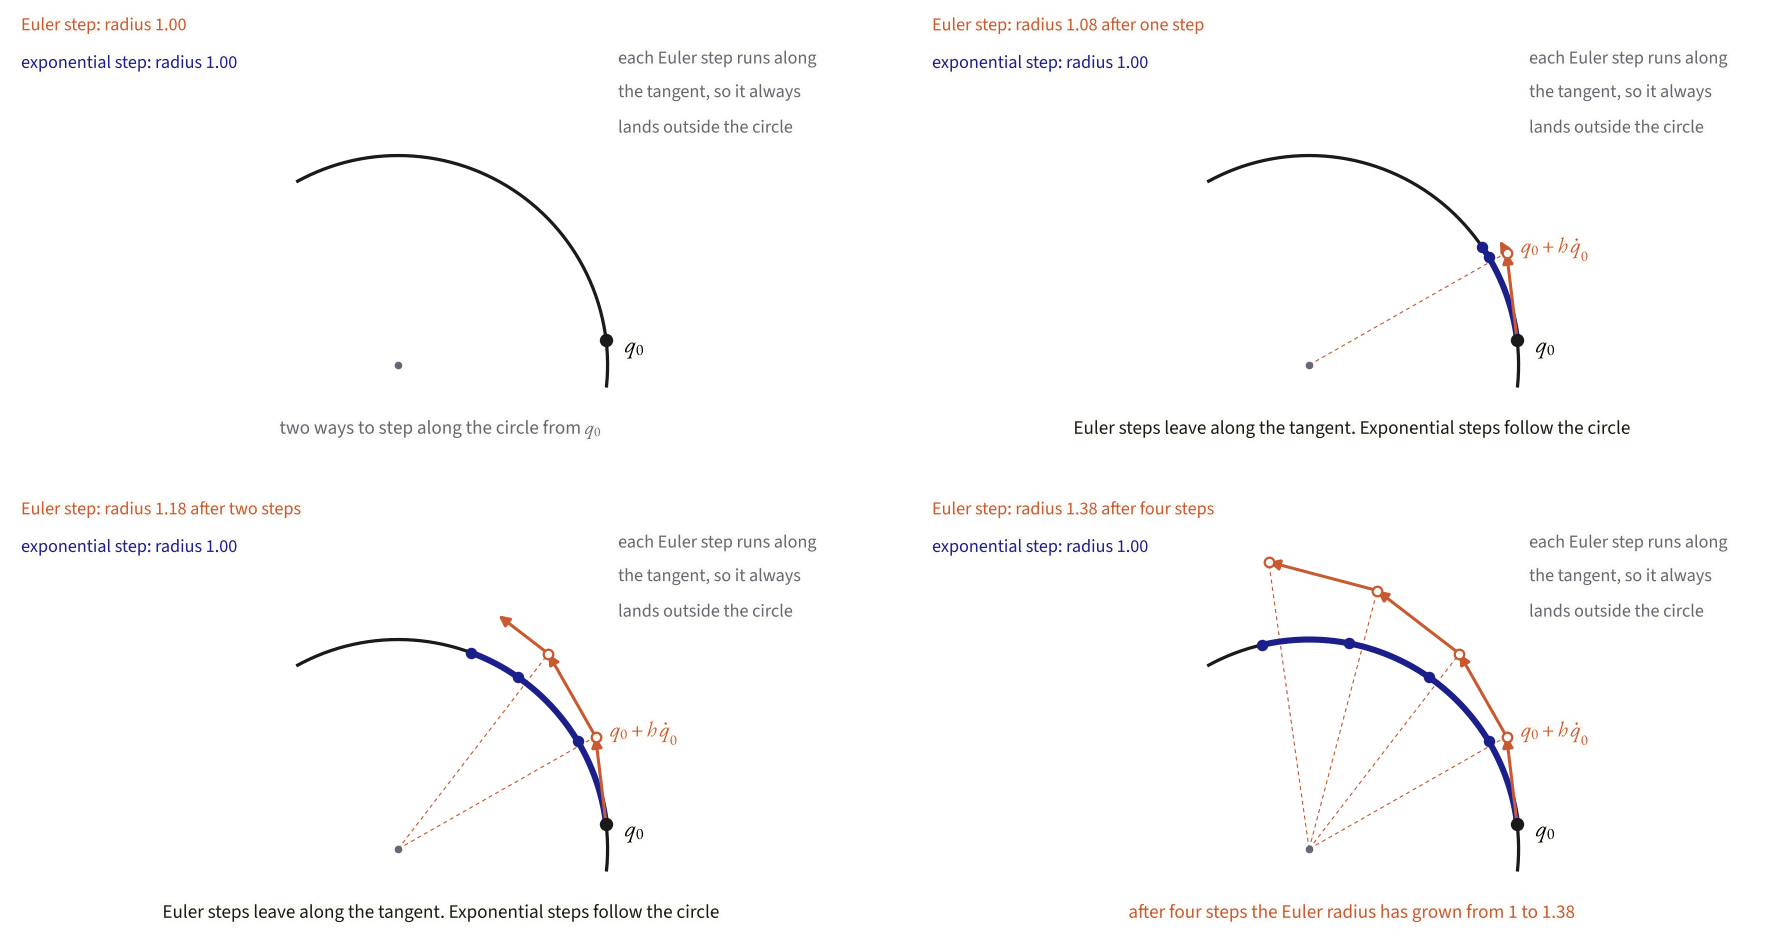 Euler step: radius 1.00
exponential step: radius 1.00
each Euler step runs along
the tangent, so it always
lands outside the circle
q₀
two ways to step along the circle from q₀
Euler step: radius 1.08 after one step
exponential step: radius 1.00
each Euler step runs along
the tangent, so it always
lands outside the circle
q₀ + hq̇₀
q₀
Euler steps leave along the tangent. Exponential steps follow the circle
Euler step: radius 1.18 after two steps
exponential step: radius 1.00
each Euler step runs along
the tangent, so it always
lands outside the circle
q₀ + hq̇₀
q₀
Euler steps leave along the tangent. Exponential steps follow the circle
Euler step: radius 1.38 after four steps
exponential step: radius 1.00
each Euler step runs along
the tangent, so it always
lands outside the circle
q₀ + hq̇₀
q₀
after four steps the Euler radius has grown from 1 to 1.38